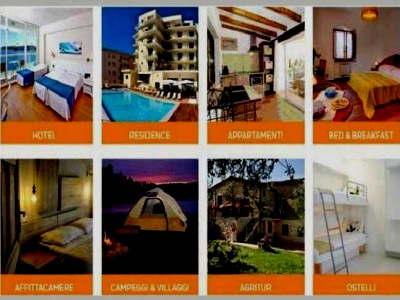 HOTEL
RESIDENCE
APPARTAMENTI
BED & BREAKFAST
AFFITTACAMERE
CAMPEGGI & VILLAGGI
AGRITUR
OSTELLI